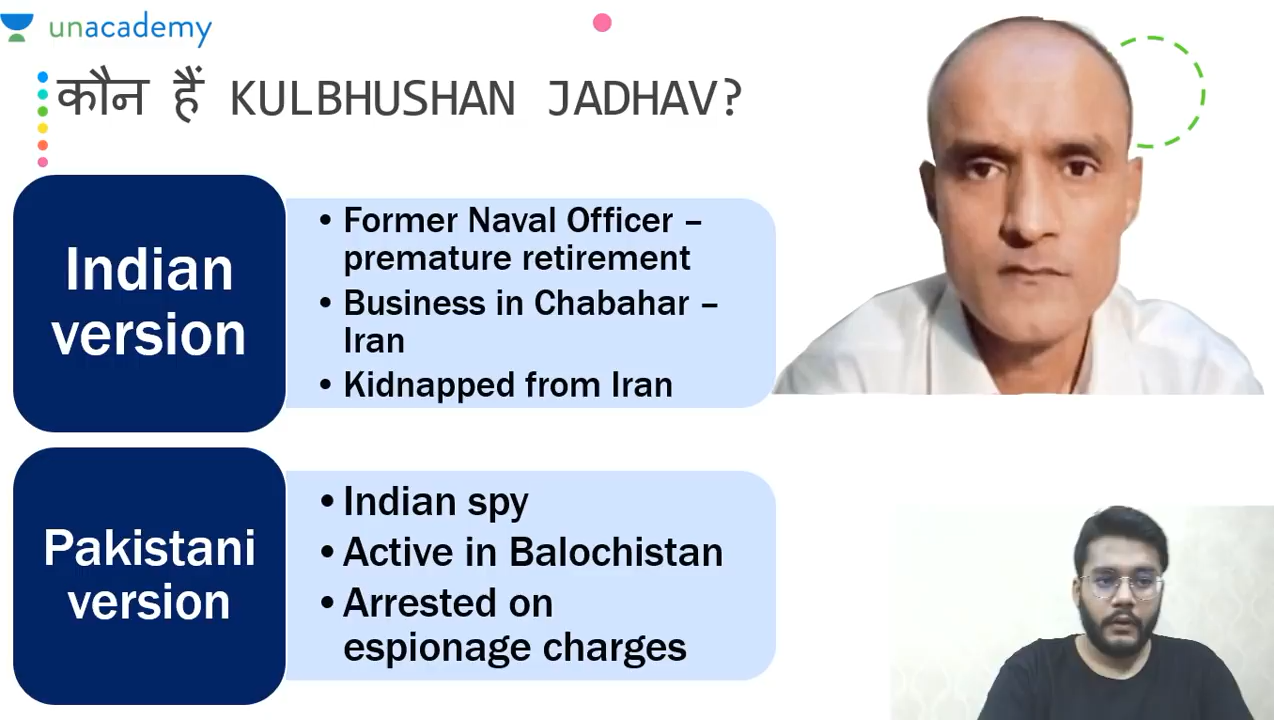 unacademy
कौन हैं KULBHUSHAN JADHAV?
Indian
version
• Former Naval Officer –
premature retirement
• Business in Chabahar –
Iran
• Kidnapped from Iran
Pakistani
version
• Indian spy
• Active in Balochistan
• Arrested on
espionage charges